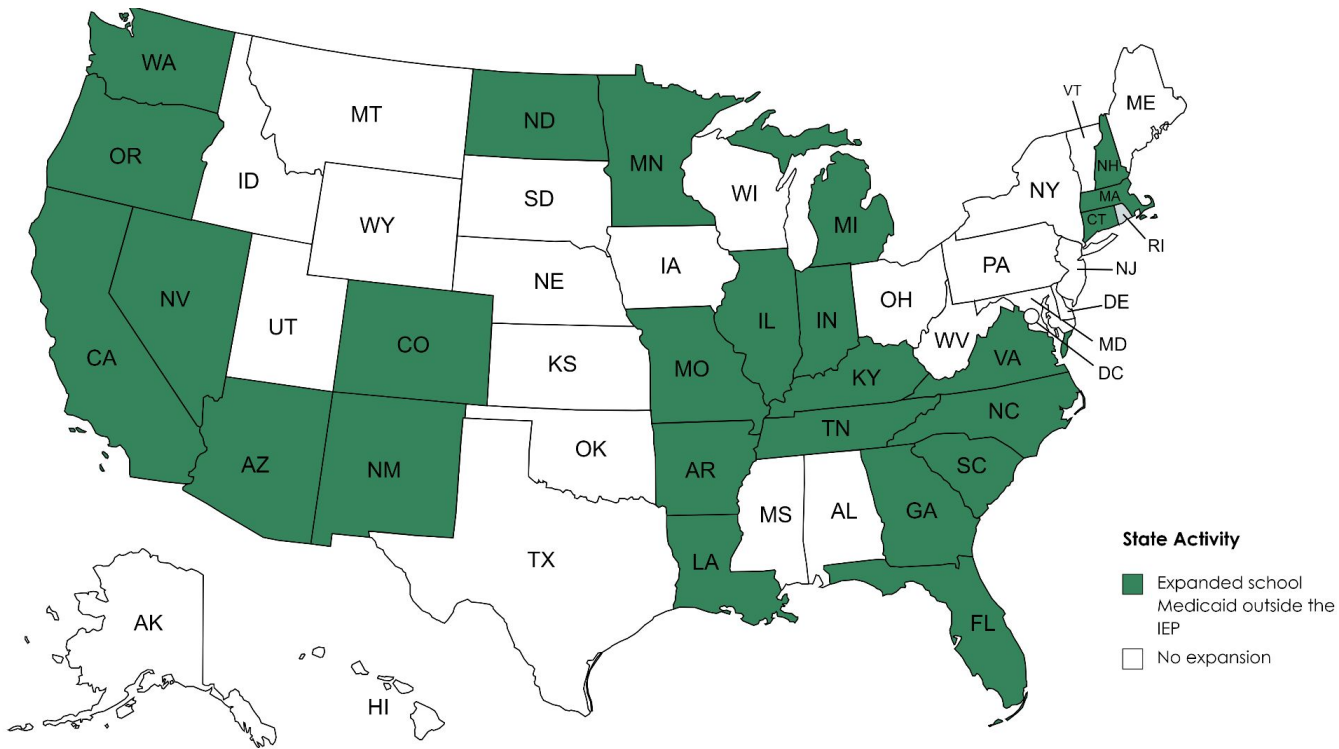 WA
MT
ND
MN
VT
ME
OR
ID
SD
WI
NY
NH
MA
WY
MI
CT
RI
IA
PA
NJ
NE
NV
OH
DE
UT
IL
IN
CO
WV
MD
CA
KS
MO
KY
VA
DC
NC
TN
OK
AZ
NM
AR
SC
MS
AL
GA
State Activity
TX
LA
Expanded school
Medicaid outside the
IEP
AK
FL
No expansion
HI